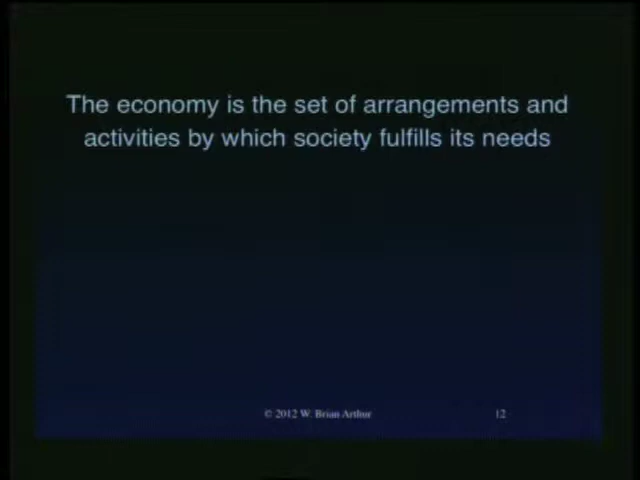 The economy is the set of arrangements and
activities by which society fulfills its needs
© 2012 W. Brian Arthur
12